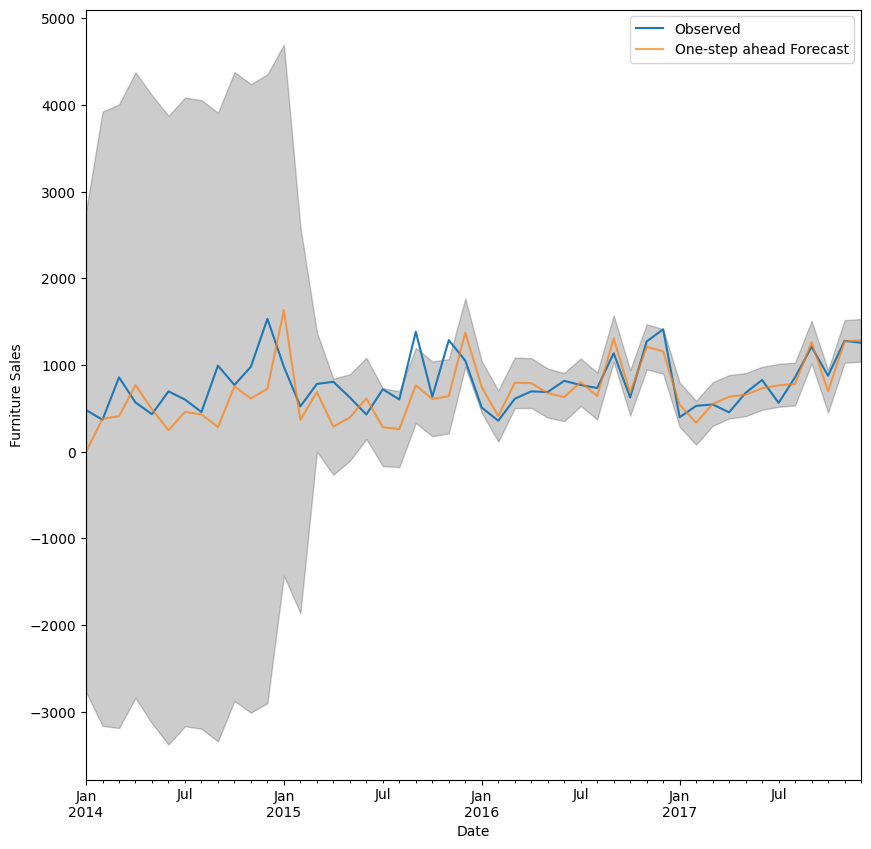 Observed
One-step ahead Forecast
5000
4000
3000
2000
1000
0
−1000
−2000
−3000
Furniture Sales
Jan
2014
Jul
Jan
2015
Jul
Jan
2016
Jul
Jan
2017
Jul
Date